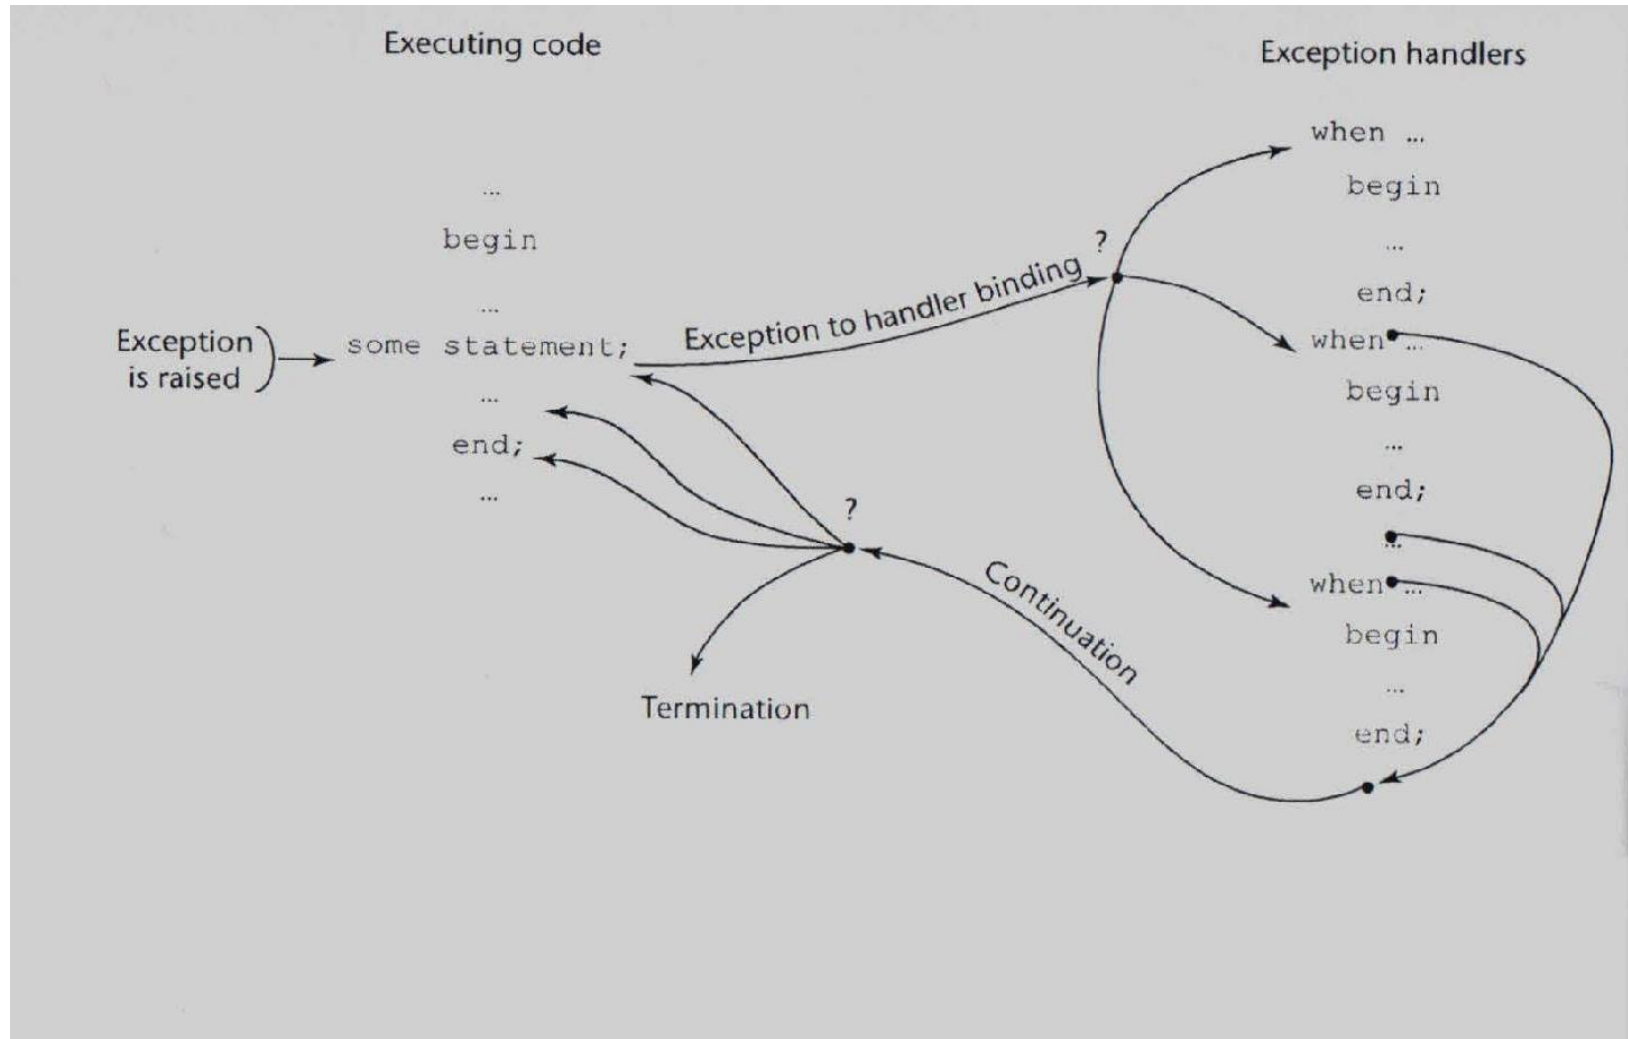 Executing code
...
begin
...
Exception
is raised
some statement;
...
end;
...
Exception to handler binding
?
Exception handlers
when ...
begin
...
end;
when ...
begin
...
end;
...
when ...
begin
...
end;
Continuation
?
Termination